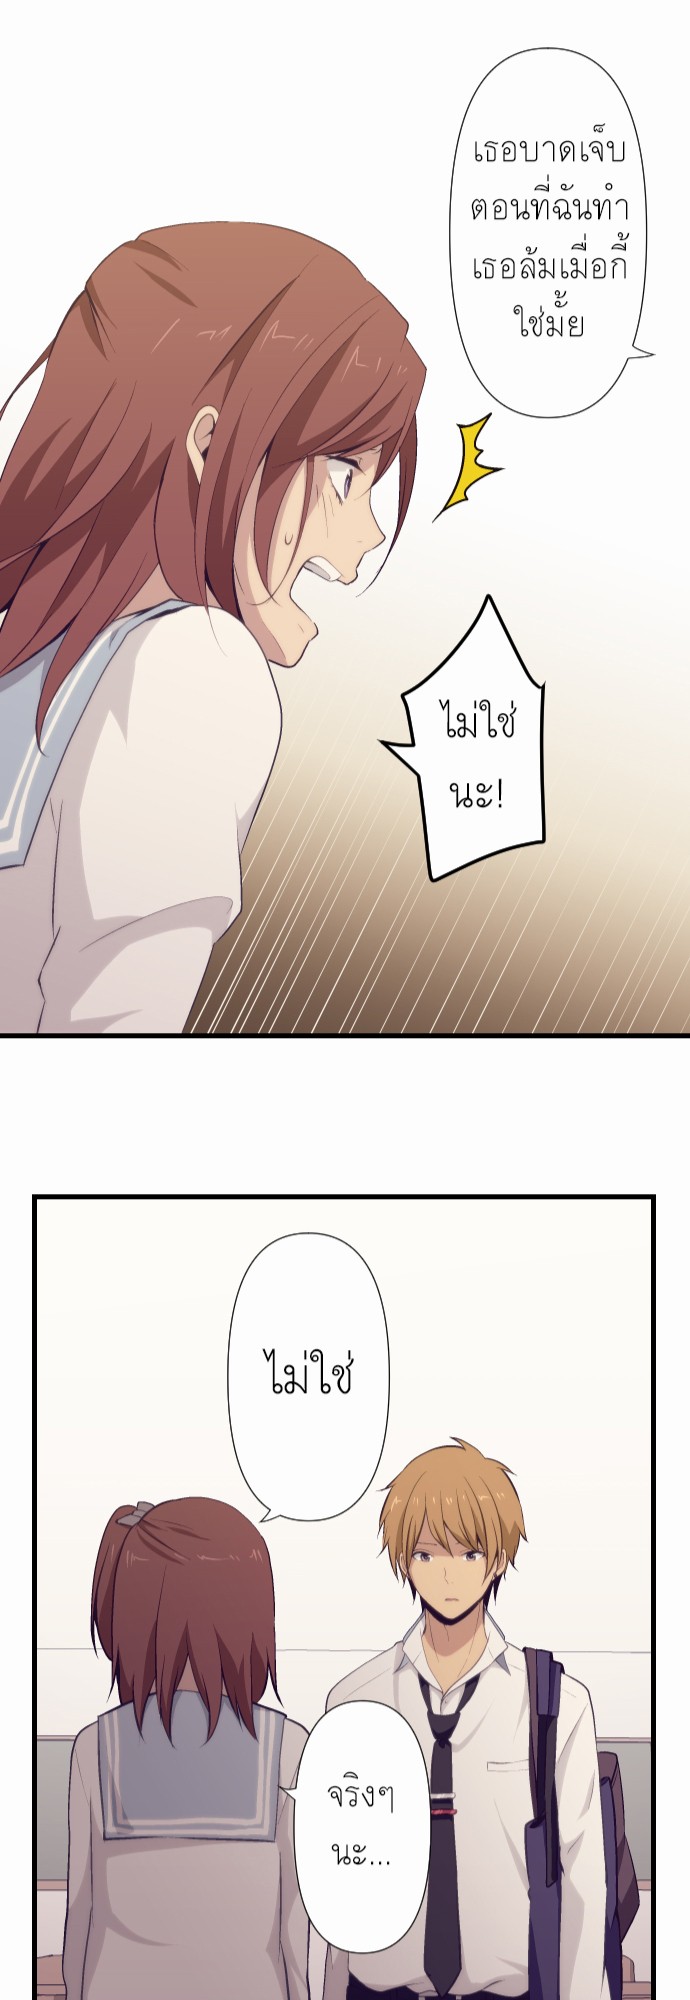 เธอบาดเจ็บ
ตอนที่ฉันทำ
เธอล้มเมื่อกี้
ใช่มั้ย
ไม่ใช่
นะ!
ไม่ใช่
จริงๆ
นะ...